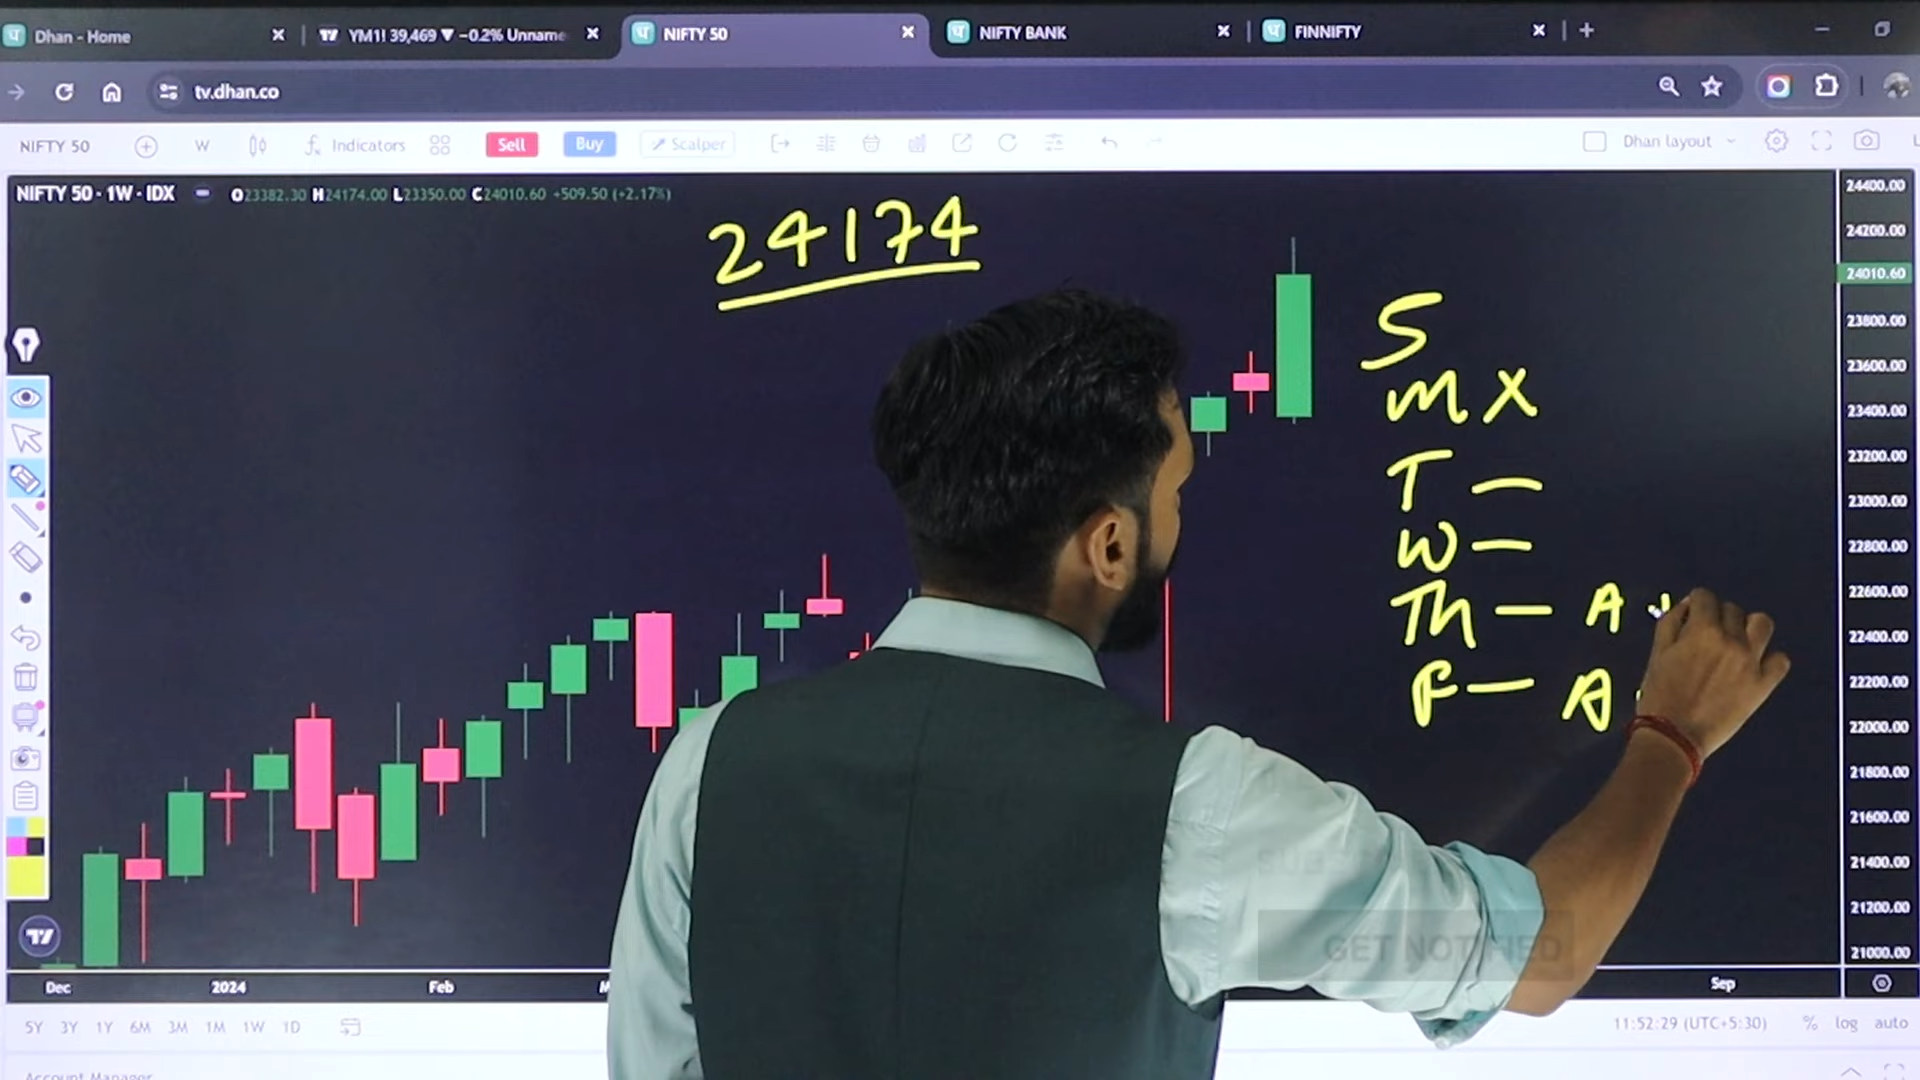 Dhan - Home
YM1! 39,469 ▼ −0.2% Unname
NIFTY 50
NIFTY BANK
FINNIFTY
tv.dhan.co
NIFTY 50
W
Indicators
Sell
Buy
Scalper
Dhan layout
NIFTY 50 · 1W · IDX
O23382.30 H24174.00 L23350.00 C24010.60 +509.50 (+2.17%)
24174
S
M X
T —
W —
Th — A
F — A
24400.00
24200.00
24010.60
23800.00
23600.00
23400.00
23200.00
23000.00
22800.00
22600.00
22400.00
22200.00
22000.00
21800.00
21600.00
21400.00
21200.00
21000.00
Dec
2024
Feb
Sep
5Y 3Y 1Y 6M 3M 1M 1W 1D
11:52:29 (UTC+5:30)
% log auto
GET NOTIFIED
Account Manager